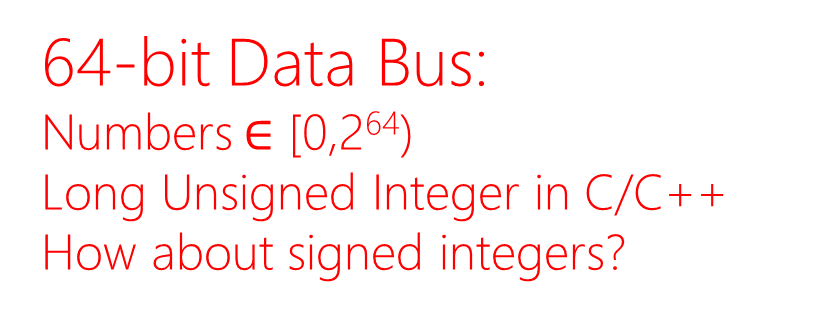 64-bit Data Bus:
Numbers ∈ [0,2⁶⁴)
Long Unsigned Integer in C/C++
How about signed integers?